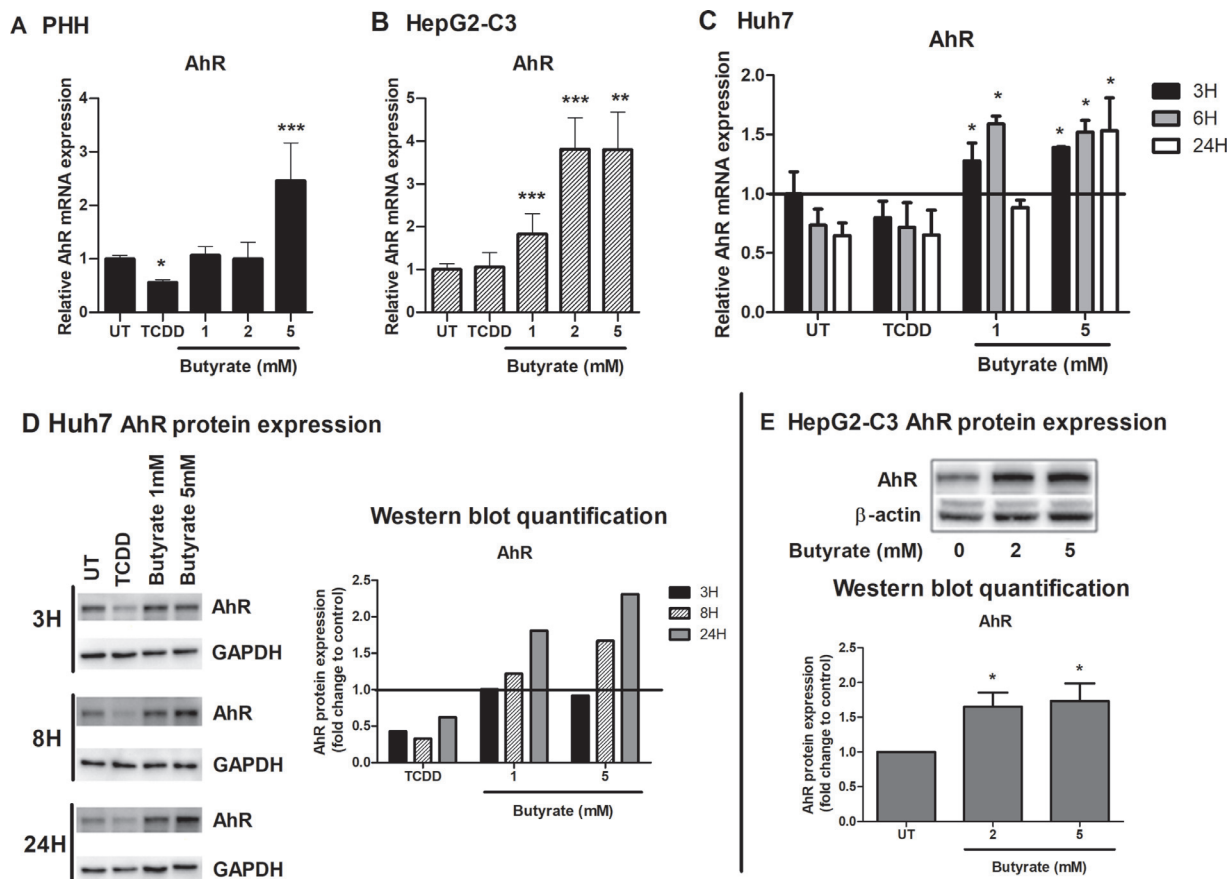 A PHH
AhR
Relative AhR mRNA expression
4
3
2
1
0
*
***
UT TCDD 1 2 5
Butyrate (mM)
B HepG2-C3
AhR
Relative AhR mRNA expression
5
4
3
2
1
0
***
***
**
UT TCDD 1 2 5
Butyrate (mM)
C Huh7
AhR
Relative AhR mRNA expression
2.0
1.5
1.0
0.5
0.0
* * * * *
UT TCDD 1 5
Butyrate (mM)
3H
6H
24H
D Huh7 AhR protein expression
UT
TCDD
Butyrate 1mM
Butyrate 5mM
3H
AhR
GAPDH
8H
AhR
GAPDH
24H
AhR
GAPDH
Western blot quantification
AhR
AhR protein expression
(fold change to control)
2.5
2.0
1.5
1.0
0.5
0.0
TCDD 1 5
Butyrate (mM)
3H
8H
24H
E HepG2-C3 AhR protein expression
AhR
β-actin
Butyrate (mM) 0 2 5
Western blot quantification
AhR
AhR protein expression
(fold change to control)
2.5
2.0
1.5
1.0
0.5
0.0
* *
UT 2 5
Butyrate (mM)